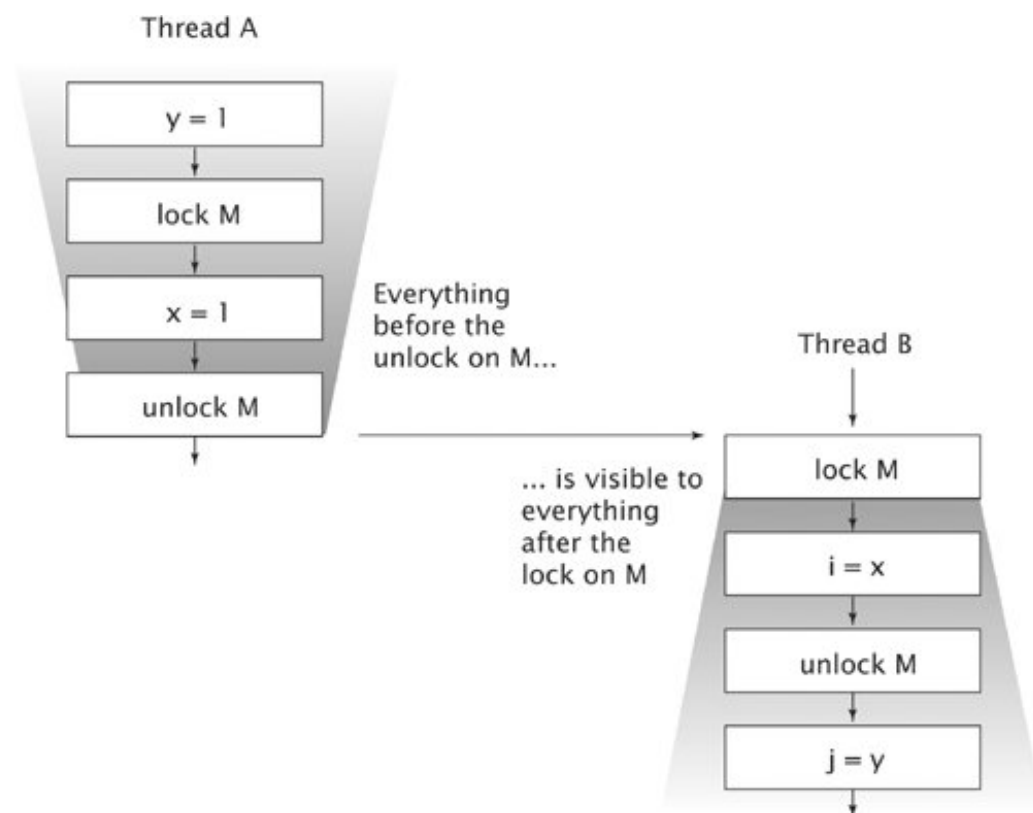 Thread A
y = 1
lock M
x = 1
unlock M
Everything
before the
unlock on M...
Thread B
... is visible to
everything
after the
lock on M
lock M
i = x
unlock M
j = y